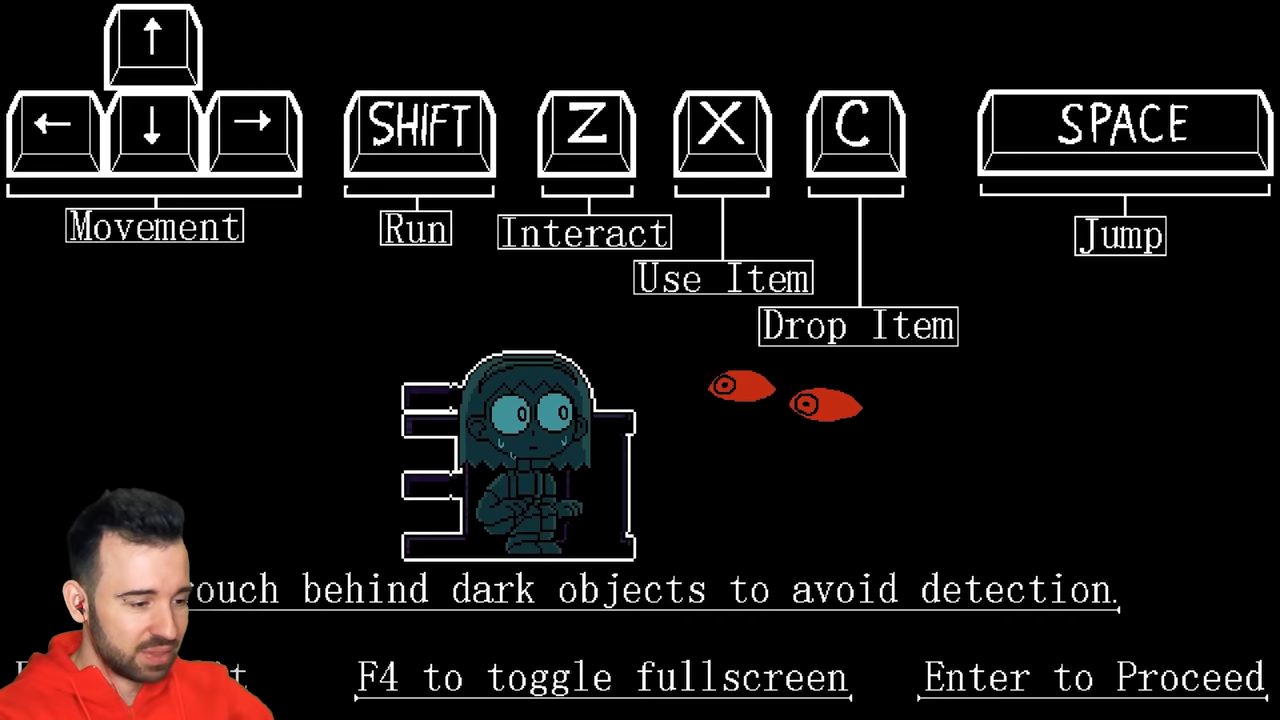 ↑
← ↓ → SHIFT Z X C SPACE
Movement Run Interact Jump
Use Item
Drop Item
behind dark objects to avoid detection.
F4 to toggle fullscreen Enter to Proceed